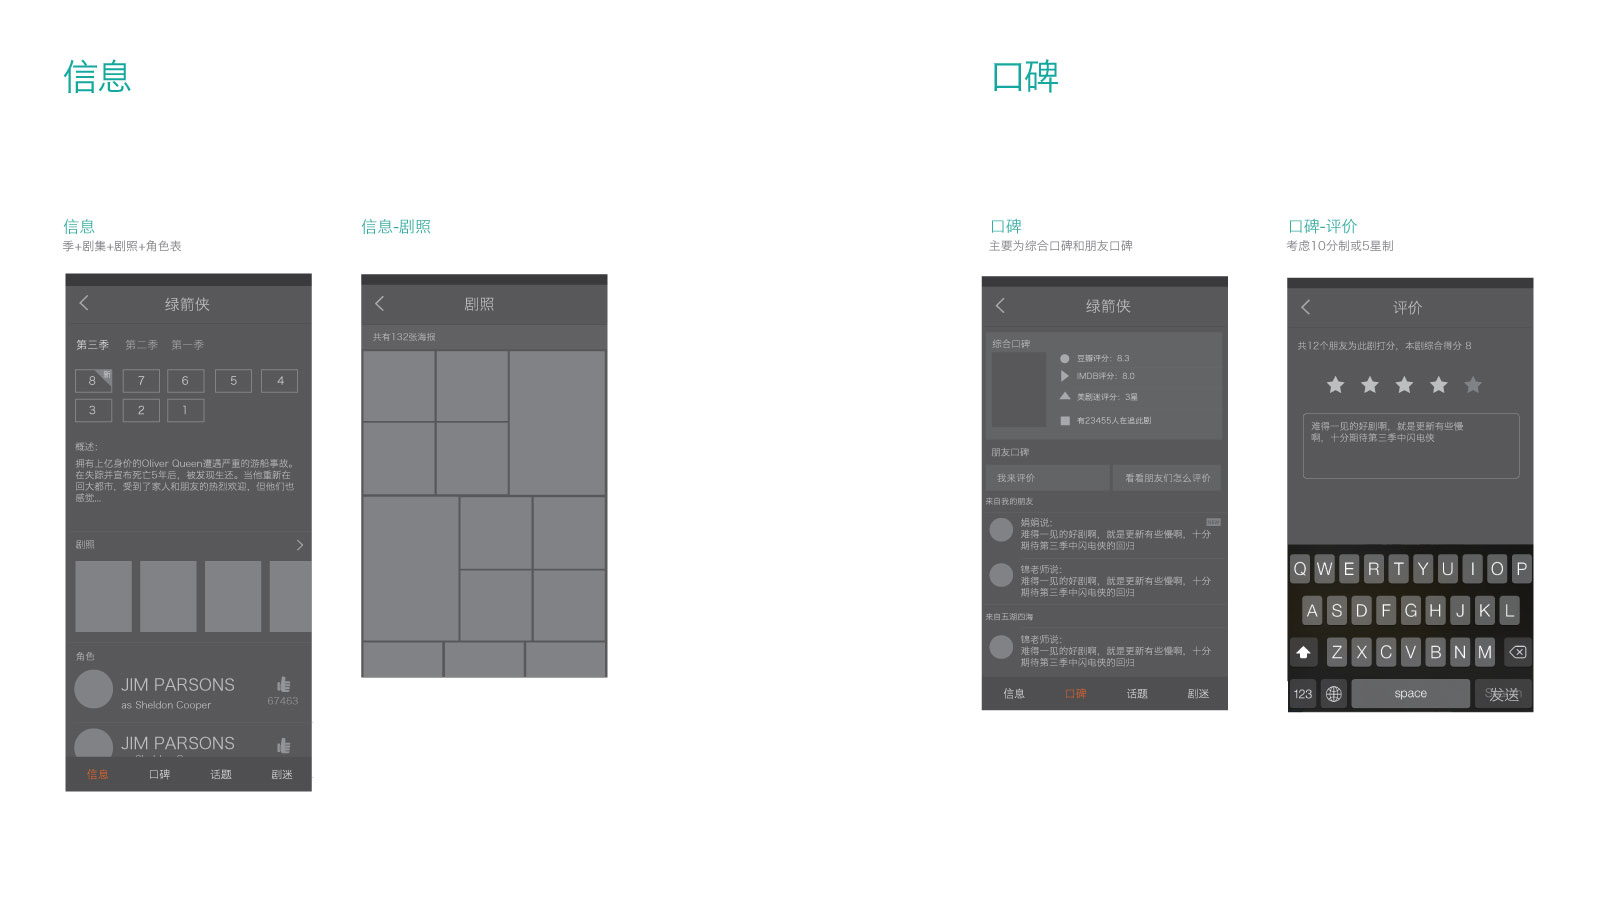 信息
口碑
信息
季+剧集+剧照+角色表
绿箭侠
第三季 第二季 第一季
8 新 7 6 5 4
3 2 1
概述:
拥有上亿身价的Oliver Queen遭遇严重的游船事故。
在失踪并宣布死亡5年后，被发现生还。当他重新在
回大都市，受到了家人和朋友的热烈欢迎，但他们也
感觉...
剧照
角色
JIM PARSONS
as Sheldon Cooper
67463
JIM PARSONS
信息 口碑 话题 剧迷
信息-剧照
剧照
共有132张海报
口碑
主要为综合口碑和朋友口碑
绿箭侠
综合口碑
豆瓣评分：8.3
IMDB评分：8.0
美剧迷评分：3星
有23455人在追此剧
朋友口碑
我来评价 看看朋友们怎么评价
来自我的朋友
娟娟说:
难得一见的好剧啊，就是更新有些慢啊，十分
期待第三季中闪电侠的回归
锦老师说:
难得一见的好剧啊，就是更新有些慢啊，十分
期待第三季中闪电侠的回归
来自五湖四海
锦老师说:
难得一见的好剧啊，就是更新有些慢啊，十分
期待第三季中闪电侠的回归
信息 口碑 话题 剧迷
口碑-评价
考虑10分制或5星制
评价
共12个朋友为此剧打分，本剧综合得分 8
难得一见的好剧啊，就是更新有些慢
啊，十分期待第三季中闪电侠
Q W E R T Y U I O P
A S D F G H J K L
Z X C V B N M
123 space 发送